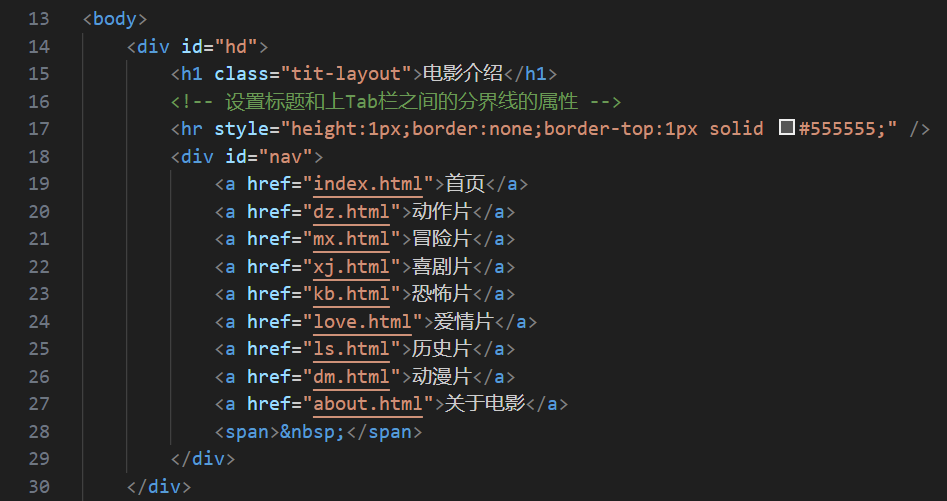 13 <body>
14 <div id="hd">
15 <h1 class="tit-layout">电影介绍</h1>
16 <!-- 设置标题和上Tab栏之间的分界线的属性 -->
17 <hr style="height:1px;border:none;border-top:1px solid #555555;" />
18 <div id="nav">
19 <a href="index.html">首页</a>
20 <a href="dz.html">动作片</a>
21 <a href="mx.html">冒险片</a>
22 <a href="xj.html">喜剧片</a>
23 <a href="kb.html">恐怖片</a>
24 <a href="love.html">爱情片</a>
25 <a href="ls.html">历史片</a>
26 <a href="dm.html">动漫片</a>
27 <a href="about.html">关于电影</a>
28 <span>&nbsp;</span>
29 </div>
30 </div>